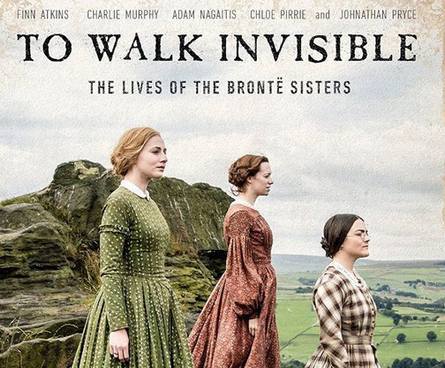 FINN ATKINS CHARLIE MURPHY ADAM NAGAITIS CHLOE PIRRIE and JOHNATHAN PRYCE
TO WALK INVISIBLE
THE LIVES OF THE BRONTË SISTERS